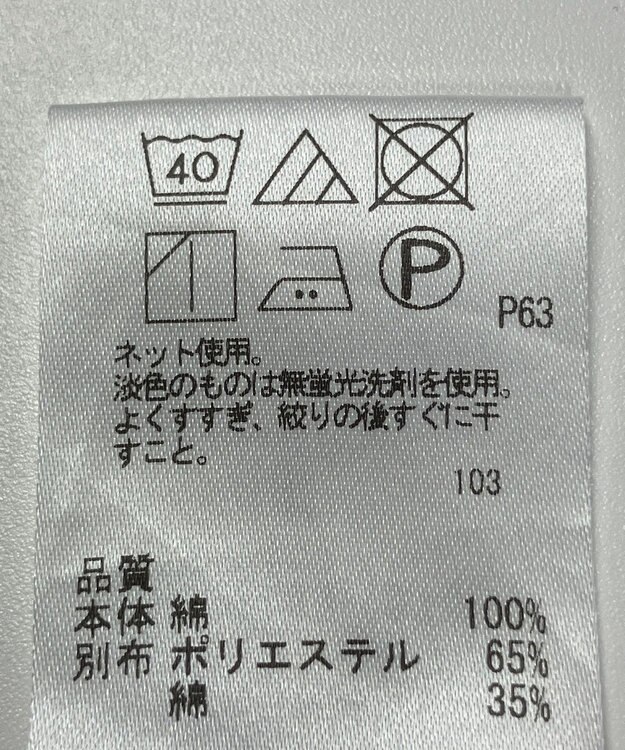 40
P
P63
ネット使用。
淡色のものは無蛍光洗剤を使用。
よくすすぎ、絞りの後すぐに干
すこと。
103
品質
本体 綿 100%
別布 ポリエステル 65%
綿 35%